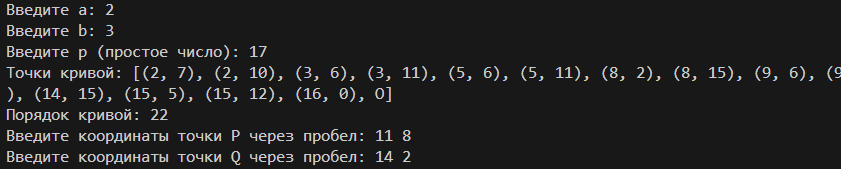 Введите a: 2
Введите b: 3
Введите p (простое число): 17
Точки кривой: [(2, 7), (2, 10), (3, 6), (3, 11), (5, 6), (5, 11), (8, 2), (8, 15), (9, 6), (9
), (14, 15), (15, 5), (15, 12), (16, 0), O]
Порядок кривой: 22
Введите координаты точки P через пробел: 11 8
Введите координаты точки Q через пробел: 14 2